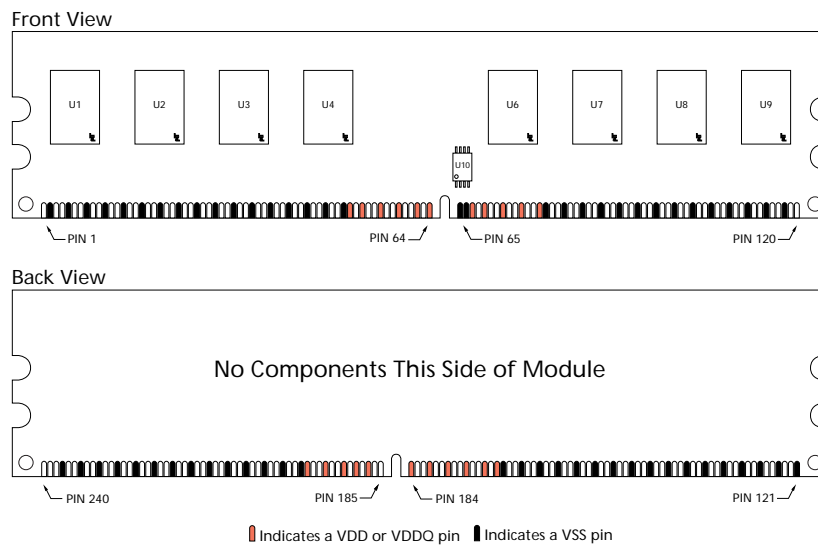 Front View
U1 U2 U3 U4 U6 U7 U8 U9
U10
PIN 1 PIN 64 PIN 65 PIN 120
Back View
No Components This Side of Module
PIN 240 PIN 185 PIN 184 PIN 121
Indicates a VDD or VDDQ pin Indicates a VSS pin